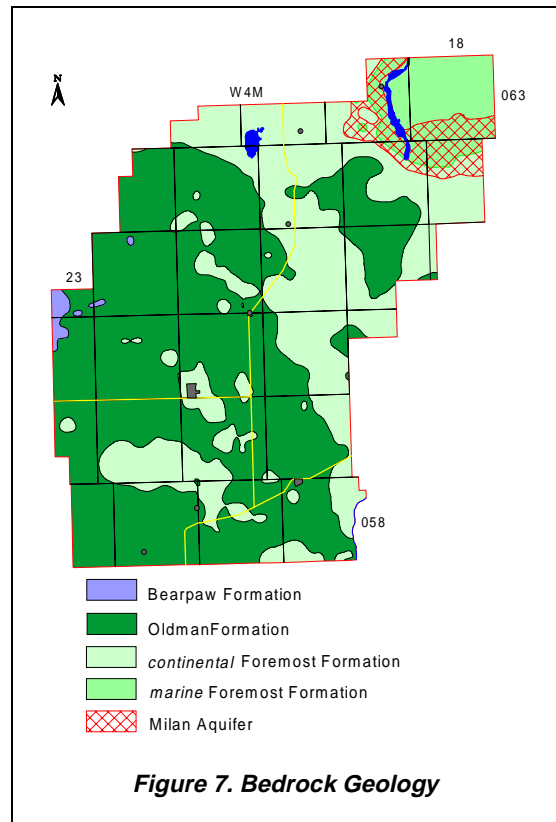 18
N
W4M
063
23
058
Bearpaw Formation
OldmanFormation
continental Foremost Formation
marine Foremost Formation
Milan Aquifer
Figure 7. Bedrock Geology